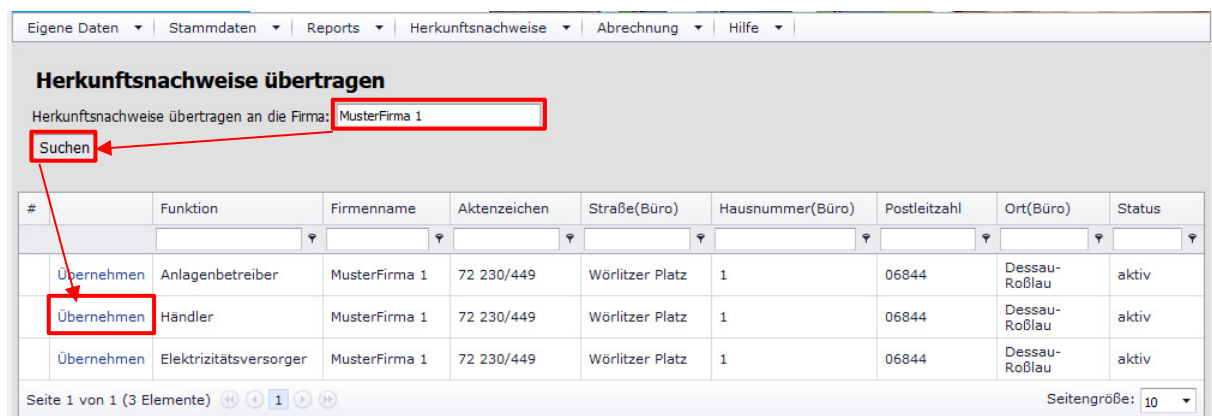 Eigene Daten Stammdaten Reports Herkunftsnachweise Abrechnung Hilfe
Herkunftsnachweise übertragen
Herkunftsnachweise übertragen an die Firma: MusterFirma 1
Suchen
# Funktion Firmenname Aktenzeichen Straße(Büro) Hausnummer(Büro) Postleitzahl Ort(Büro) Status
Übernehmen Anlagenbetreiber MusterFirma 1 72 230/449 Wörlitzer Platz 1 06844 Dessau-
Roßlau aktiv
Übernehmen Händler MusterFirma 1 72 230/449 Wörlitzer Platz 1 06844 Dessau-
Roßlau aktiv
Übernehmen Elektrizitätsversorger MusterFirma 1 72 230/449 Wörlitzer Platz 1 06844 Dessau-
Roßlau aktiv
Seite 1 von 1 (3 Elemente) 1 Seitengröße: 10